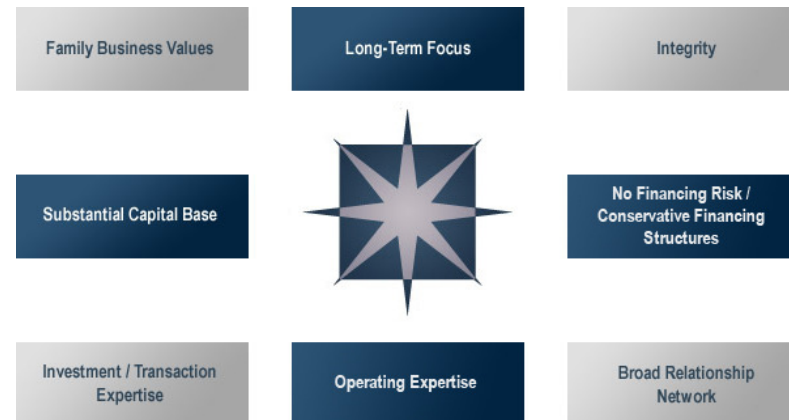 Family Business Values
Long-Term Focus
Integrity
Substantial Capital Base
No Financing Risk /
Conservative Financing
Structures
Investment / Transaction
Expertise
Operating Expertise
Broad Relationship
Network